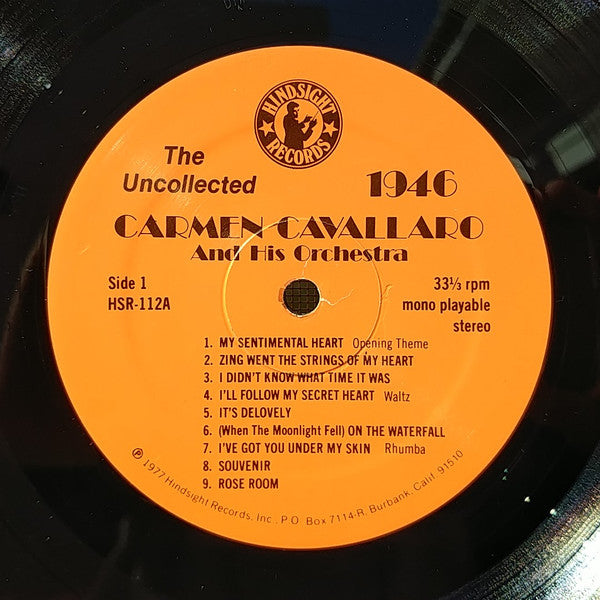 HINDSIGHT
RECORDS
The
Uncollected
1946
CARMEN CAVALLARO
And His Orchestra
Side 1
HSR-112A
33⅓ rpm
mono playable
stereo
1. MY SENTIMENTAL HEART Opening Theme
2. ZING WENT THE STRINGS OF MY HEART
3. I DIDN'T KNOW WHAT TIME IT WAS
4. I'LL FOLLOW MY SECRET HEART Waltz
5. IT'S DELOVELY
6. (When The Moonlight Fell) ON THE WATERFALL
7. I'VE GOT YOU UNDER MY SKIN Rhumba
8. SOUVENIR
9. ROSE ROOM
℗ 1977 Hindsight Records, Inc., P.O. Box 7114-R, Burbank, Calif. 91510